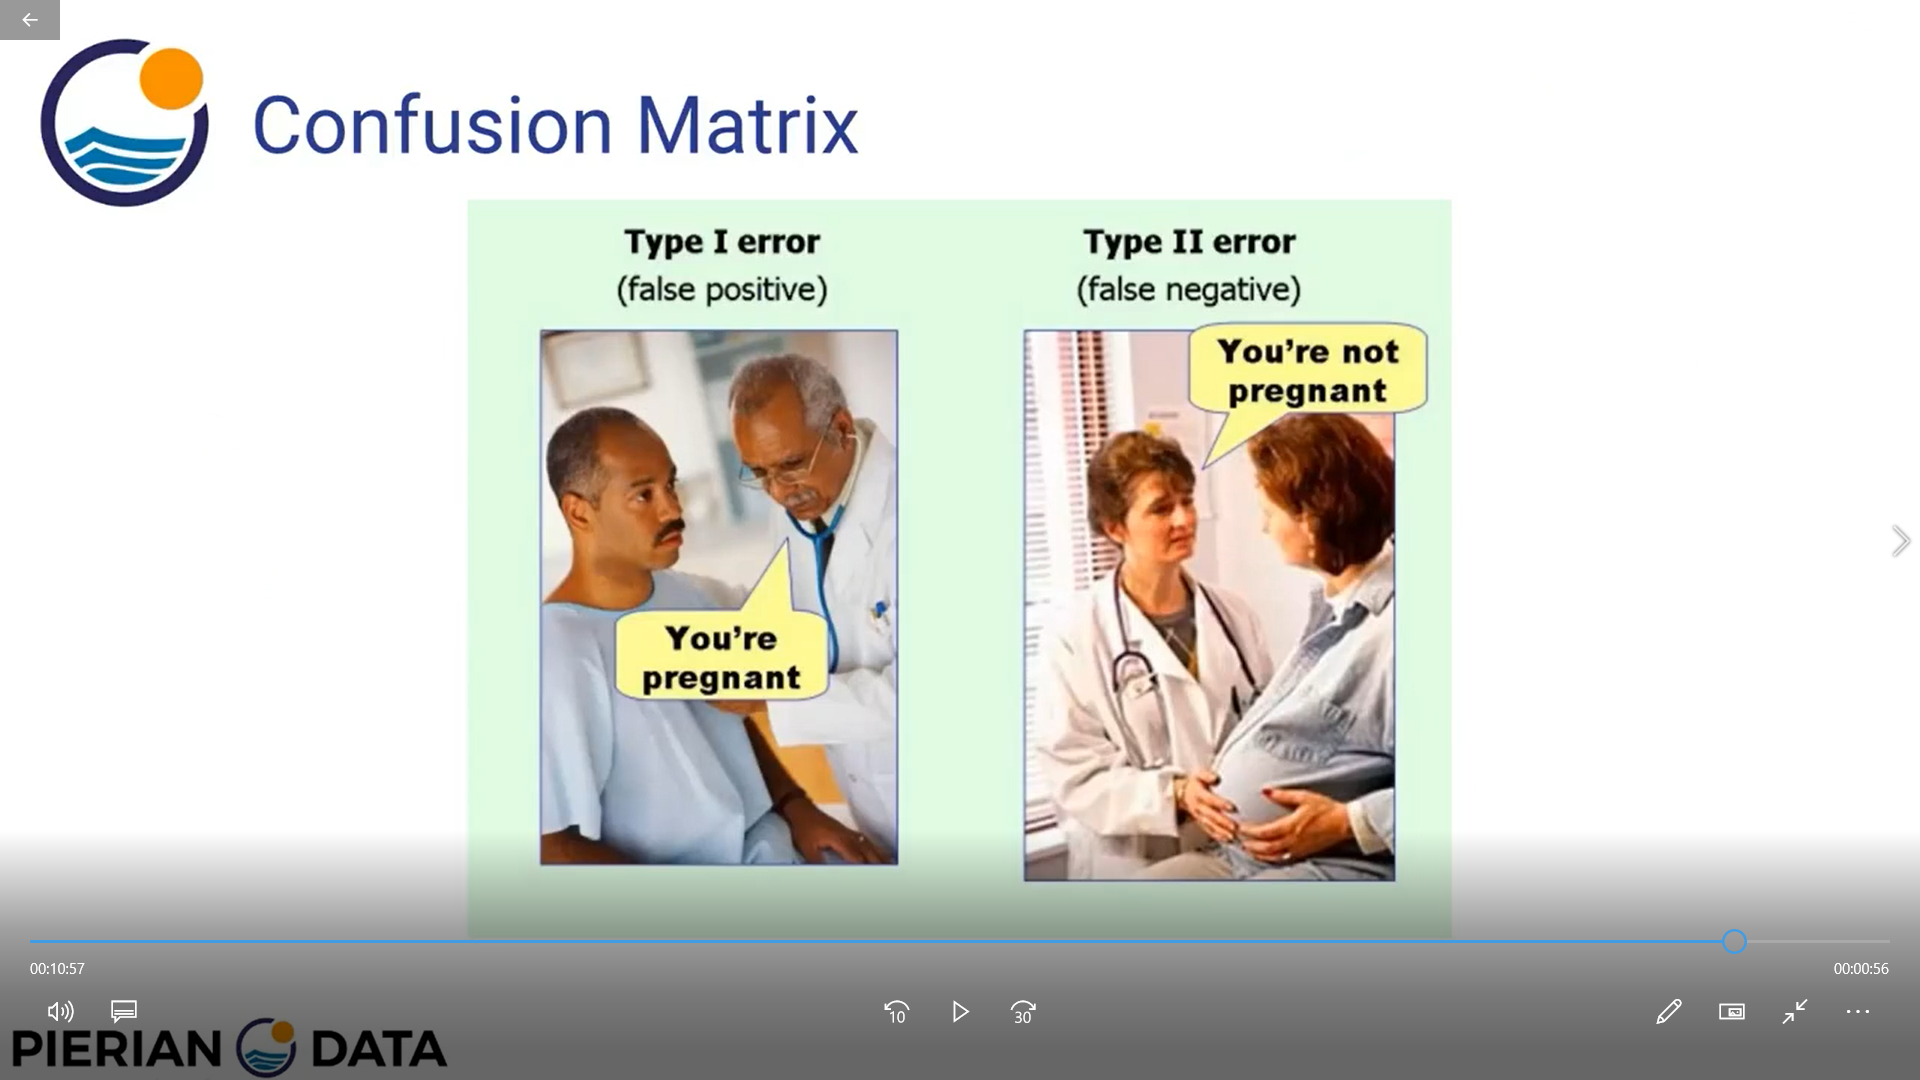 Confusion Matrix
Type I error
(false positive)
You're
pregnant
Type II error
(false negative)
You're not
pregnant
00:10:57
00:00:56
10
30
PIERIAN DATA